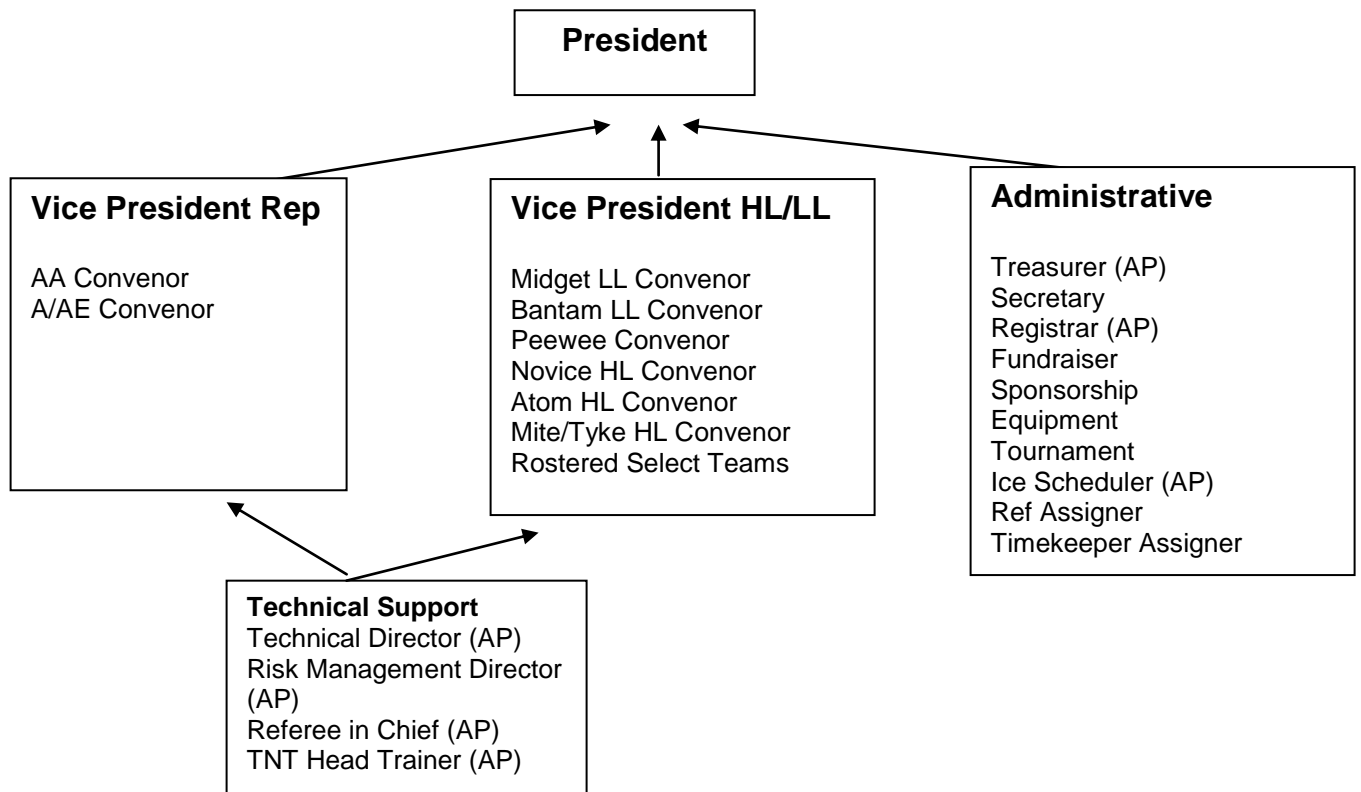 President
Vice President Rep
AA Convenor
A/AE Convenor
Vice President HL/LL
Midget LL Convenor
Bantam LL Convenor
Peewee Convenor
Novice HL Convenor
Atom HL Convenor
Mite/Tyke HL Convenor
Rostered Select Teams
Administrative
Treasurer (AP)
Secretary
Registrar (AP)
Fundraiser
Sponsorship
Equipment
Tournament
Ice Scheduler (AP)
Ref Assigner
Timekeeper Assigner
Technical Support
Technical Director (AP)
Risk Management Director
(AP)
Referee in Chief (AP)
TNT Head Trainer (AP)